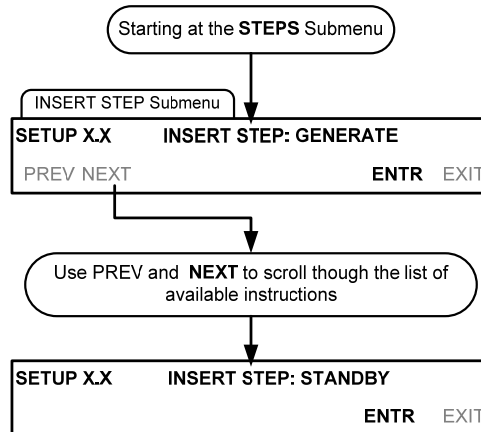 Starting at the STEPS Submenu
INSERT STEP Submenu
SETUP X.X INSERT STEP: GENERATE
PREV NEXT ENTR EXIT
Use PREV and NEXT to scroll though the list of
available instructions
SETUP X.X INSERT STEP: STANDBY
ENTR EXIT